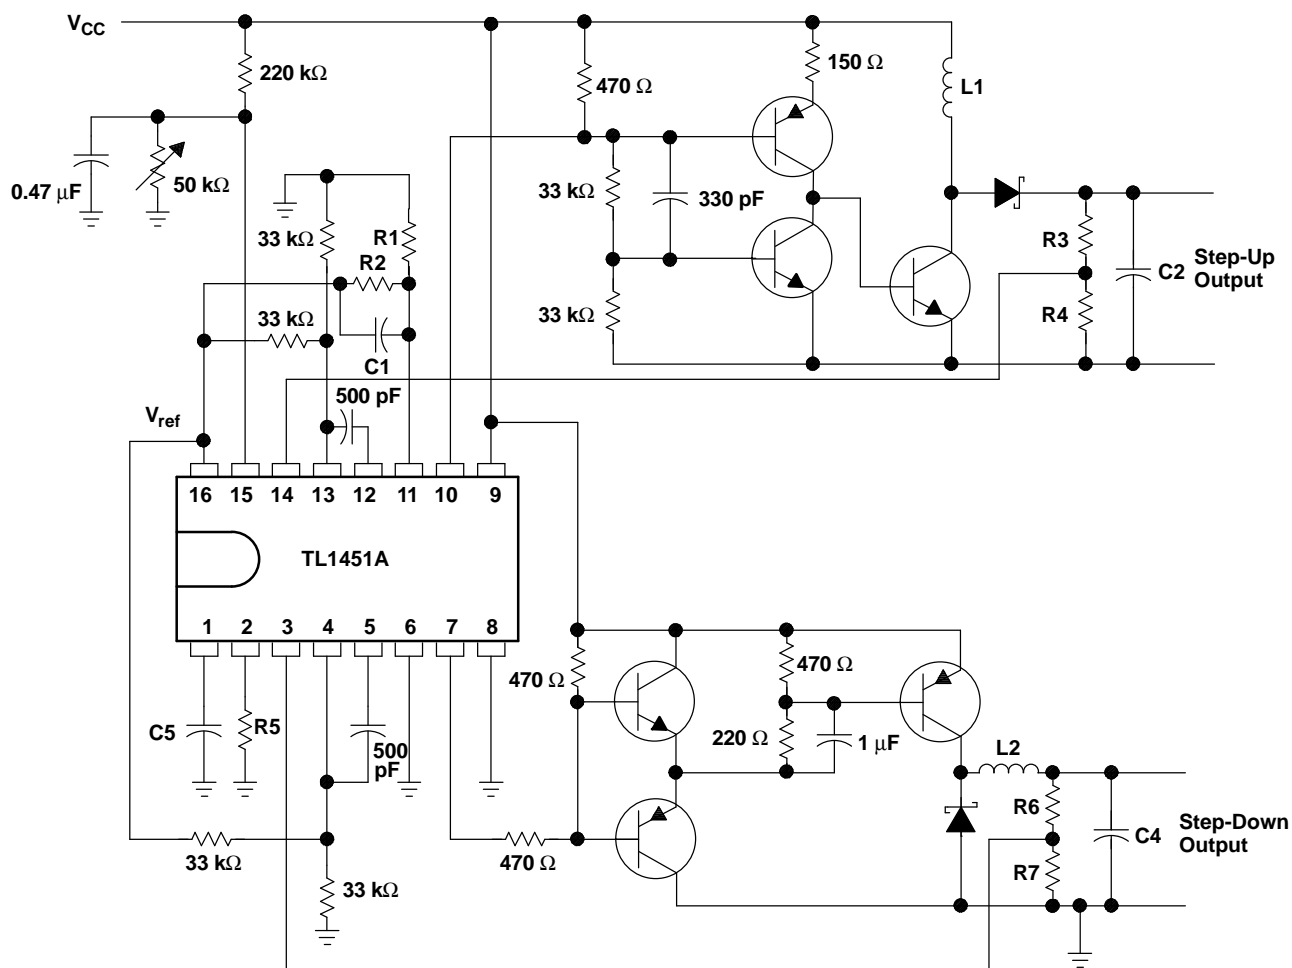 V_CC
220 kΩ
470 Ω
150 Ω
L1
0.47 μF
50 kΩ
33 kΩ
R1
R2
33 kΩ
330 pF
R3
C2
Step-Up
Output
33 kΩ
C1
33 kΩ
R4
500 pF
V_ref
16 15 14 13 12 11 10 9
TL1451A
1 2 3 4 5 6 7 8
470 Ω
470 Ω
C5
R5
500
pF
220 Ω
1 μF
L2
R6
C4
Step-Down
Output
33 kΩ
470 Ω
R7
33 kΩ